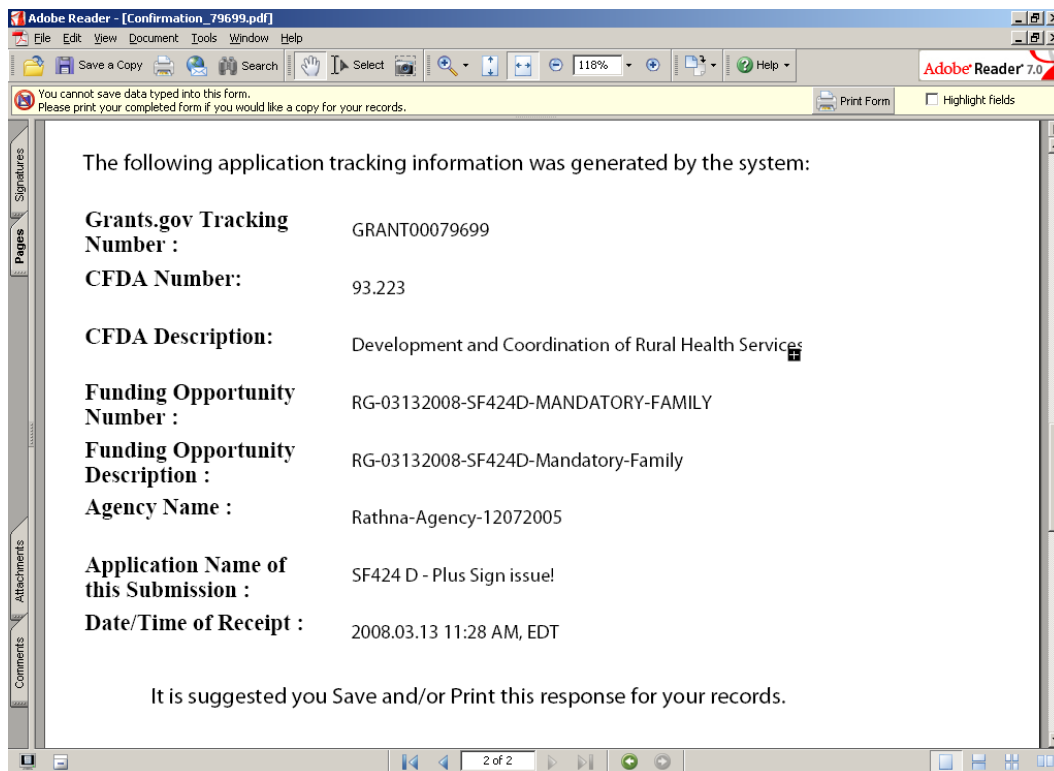 Adobe Reader - [Confirmation_79699.pdf]
File Edit View Document Tools Window Help
Save a Copy Search Select 118% Help Adobe Reader 7.0
You cannot save data typed into this form.
Please print your completed form if you would like a copy for your records.
Print Form Highlight fields
Signatures
Pages
Attachments
Comments
The following application tracking information was generated by the system:
Grants.gov Tracking
Number : GRANT00079699
CFDA Number: 93.223
CFDA Description: Development and Coordination of Rural Health Services
Funding Opportunity
Number : RG-03132008-SF424D-MANDATORY-FAMILY
Funding Opportunity
Description : RG-03132008-SF424D-Mandatory-Family
Agency Name : Rathna-Agency-12072005
Application Name of
this Submission : SF424 D - Plus Sign issue!
Date/Time of Receipt : 2008.03.13 11:28 AM, EDT
It is suggested you Save and/or Print this response for your records.
2 of 2